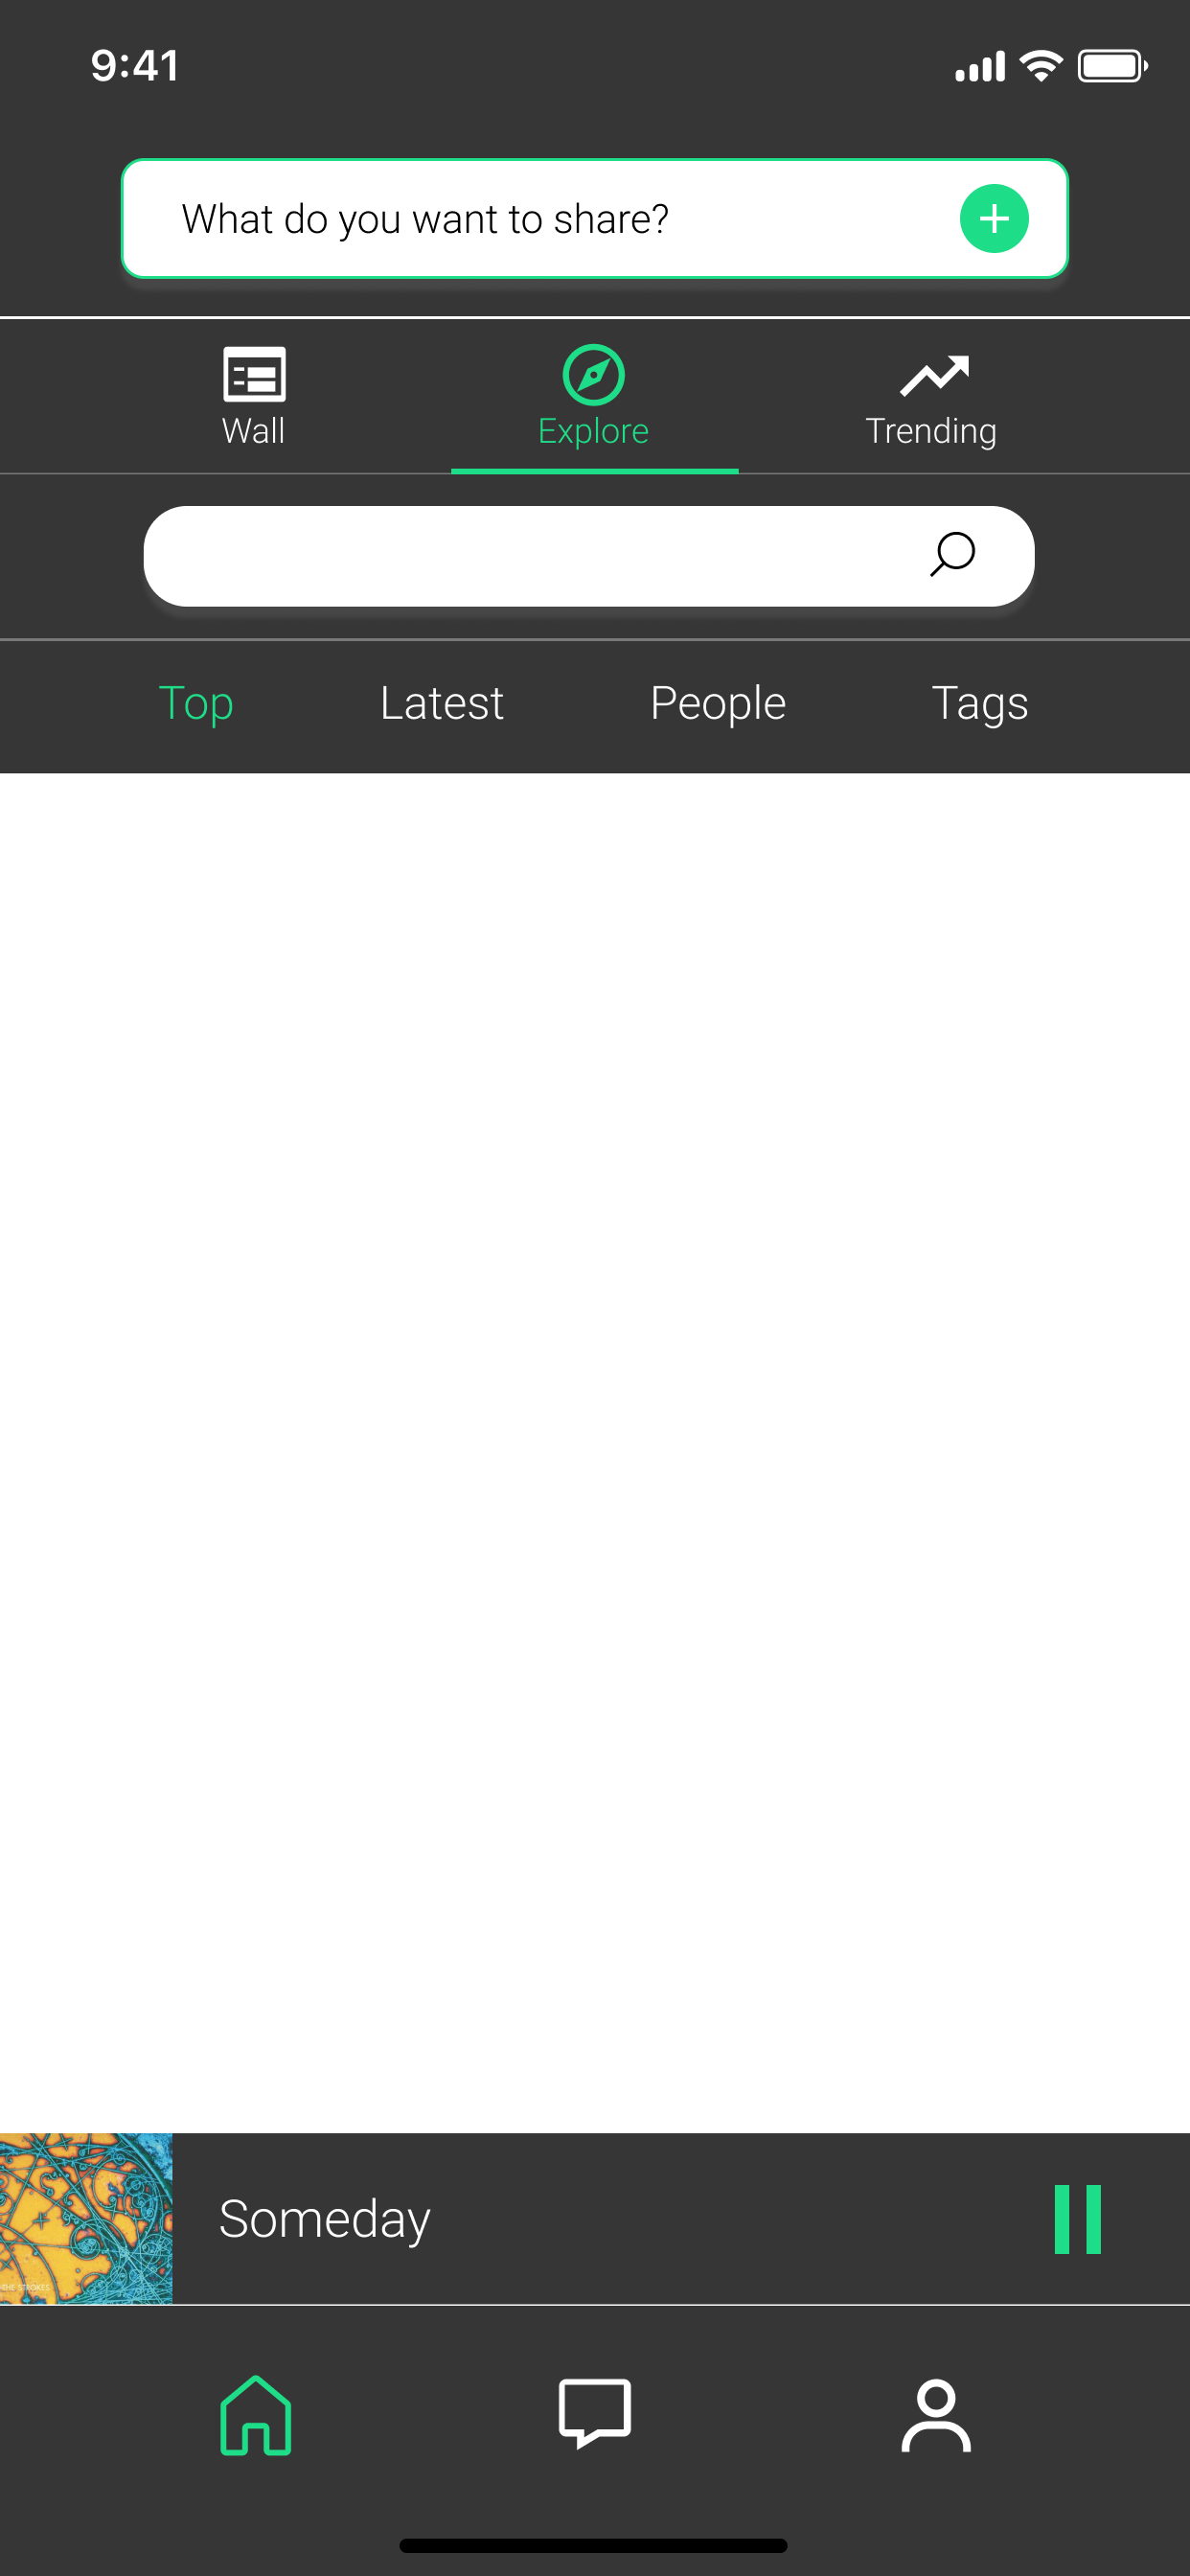 9:41
What do you want to share?
Wall
Explore
Trending
Top
Latest
People
Tags
THE STROKES
Someday